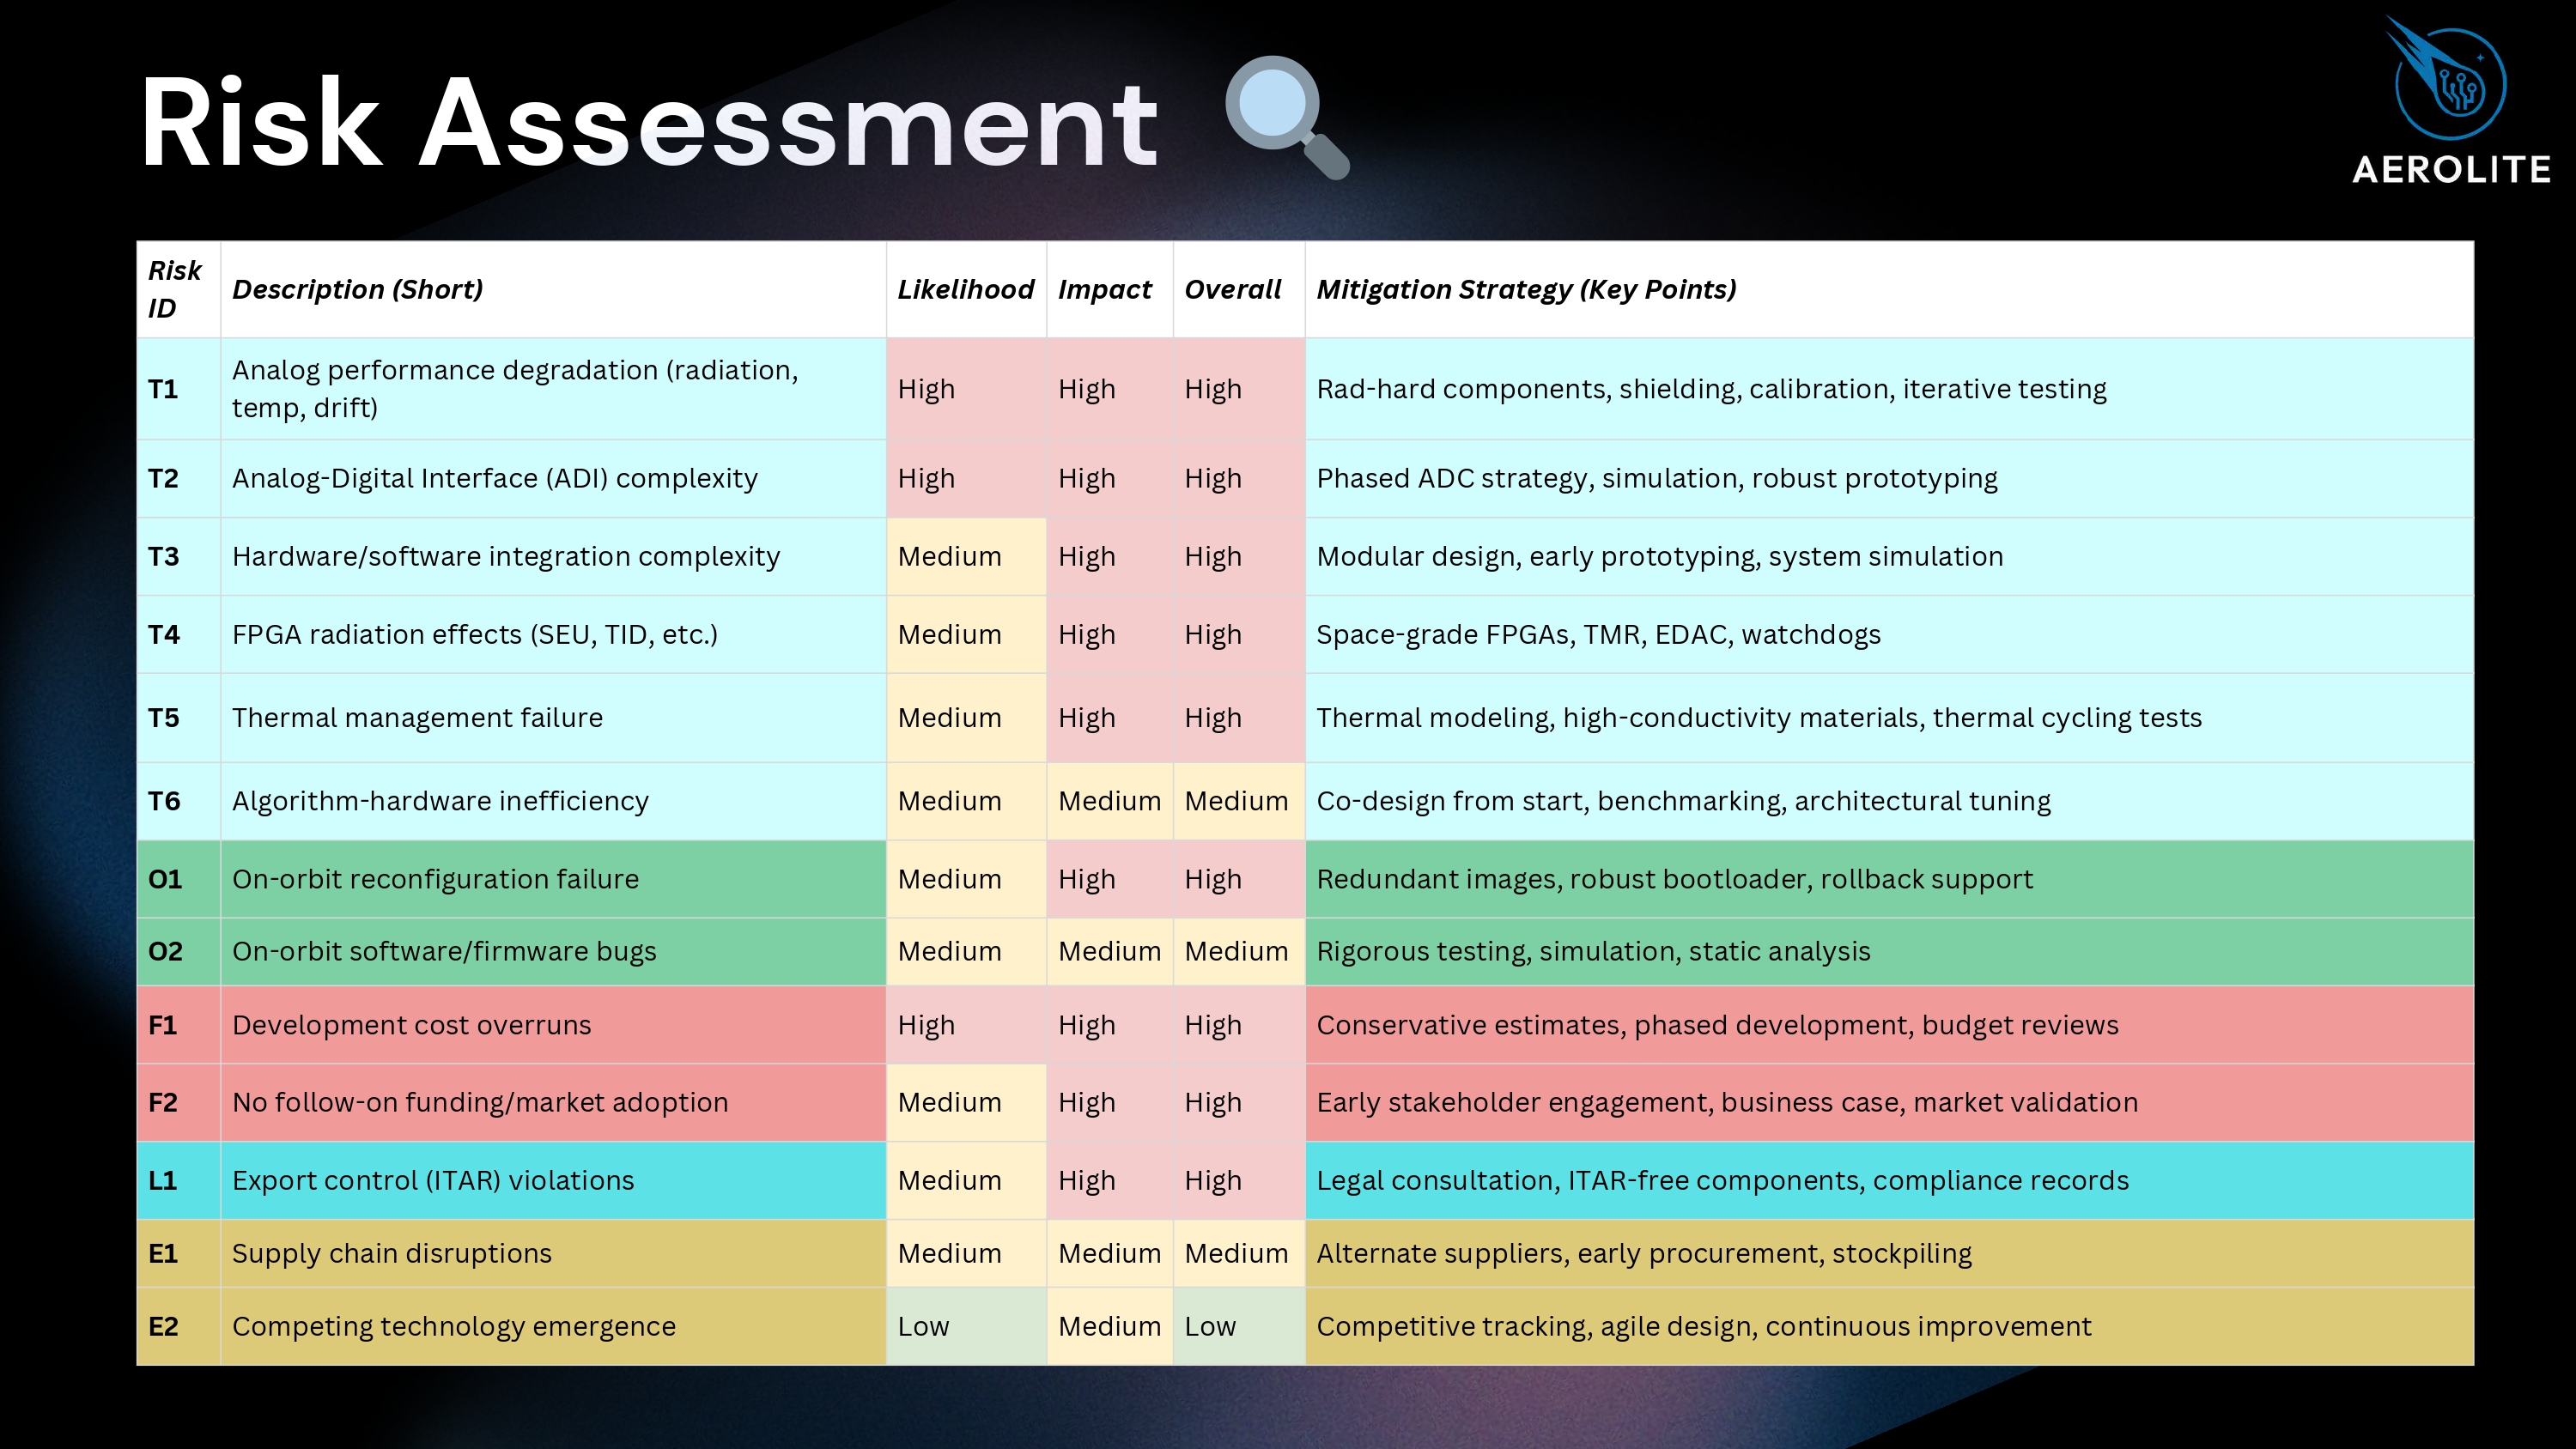 Risk Assessment
AEROLITE
Risk ID Description (Short) Likelihood Impact Overall Mitigation Strategy (Key Points)
T1 Analog performance degradation (radiation, temp, drift) High High High Rad-hard components, shielding, calibration, iterative testing
T2 Analog-Digital Interface (ADI) complexity High High High Phased ADC strategy, simulation, robust prototyping
T3 Hardware/software integration complexity Medium High High Modular design, early prototyping, system simulation
T4 FPGA radiation effects (SEU, TID, etc.) Medium High High Space-grade FPGAs, TMR, EDAC, watchdogs
T5 Thermal management failure Medium High High Thermal modeling, high-conductivity materials, thermal cycling tests
T6 Algorithm-hardware inefficiency Medium Medium Medium Co-design from start, benchmarking, architectural tuning
O1 On-orbit reconfiguration failure Medium High High Redundant images, robust bootloader, rollback support
O2 On-orbit software/firmware bugs Medium Medium Medium Rigorous testing, simulation, static analysis
F1 Development cost overruns High High High Conservative estimates, phased development, budget reviews
F2 No follow-on funding/market adoption Medium High High Early stakeholder engagement, business case, market validation
L1 Export control (ITAR) violations Medium High High Legal consultation, ITAR-free components, compliance records
E1 Supply chain disruptions Medium Medium Medium Alternate suppliers, early procurement, stockpiling
E2 Competing technology emergence Low Medium Low Competitive tracking, agile design, continuous improvement